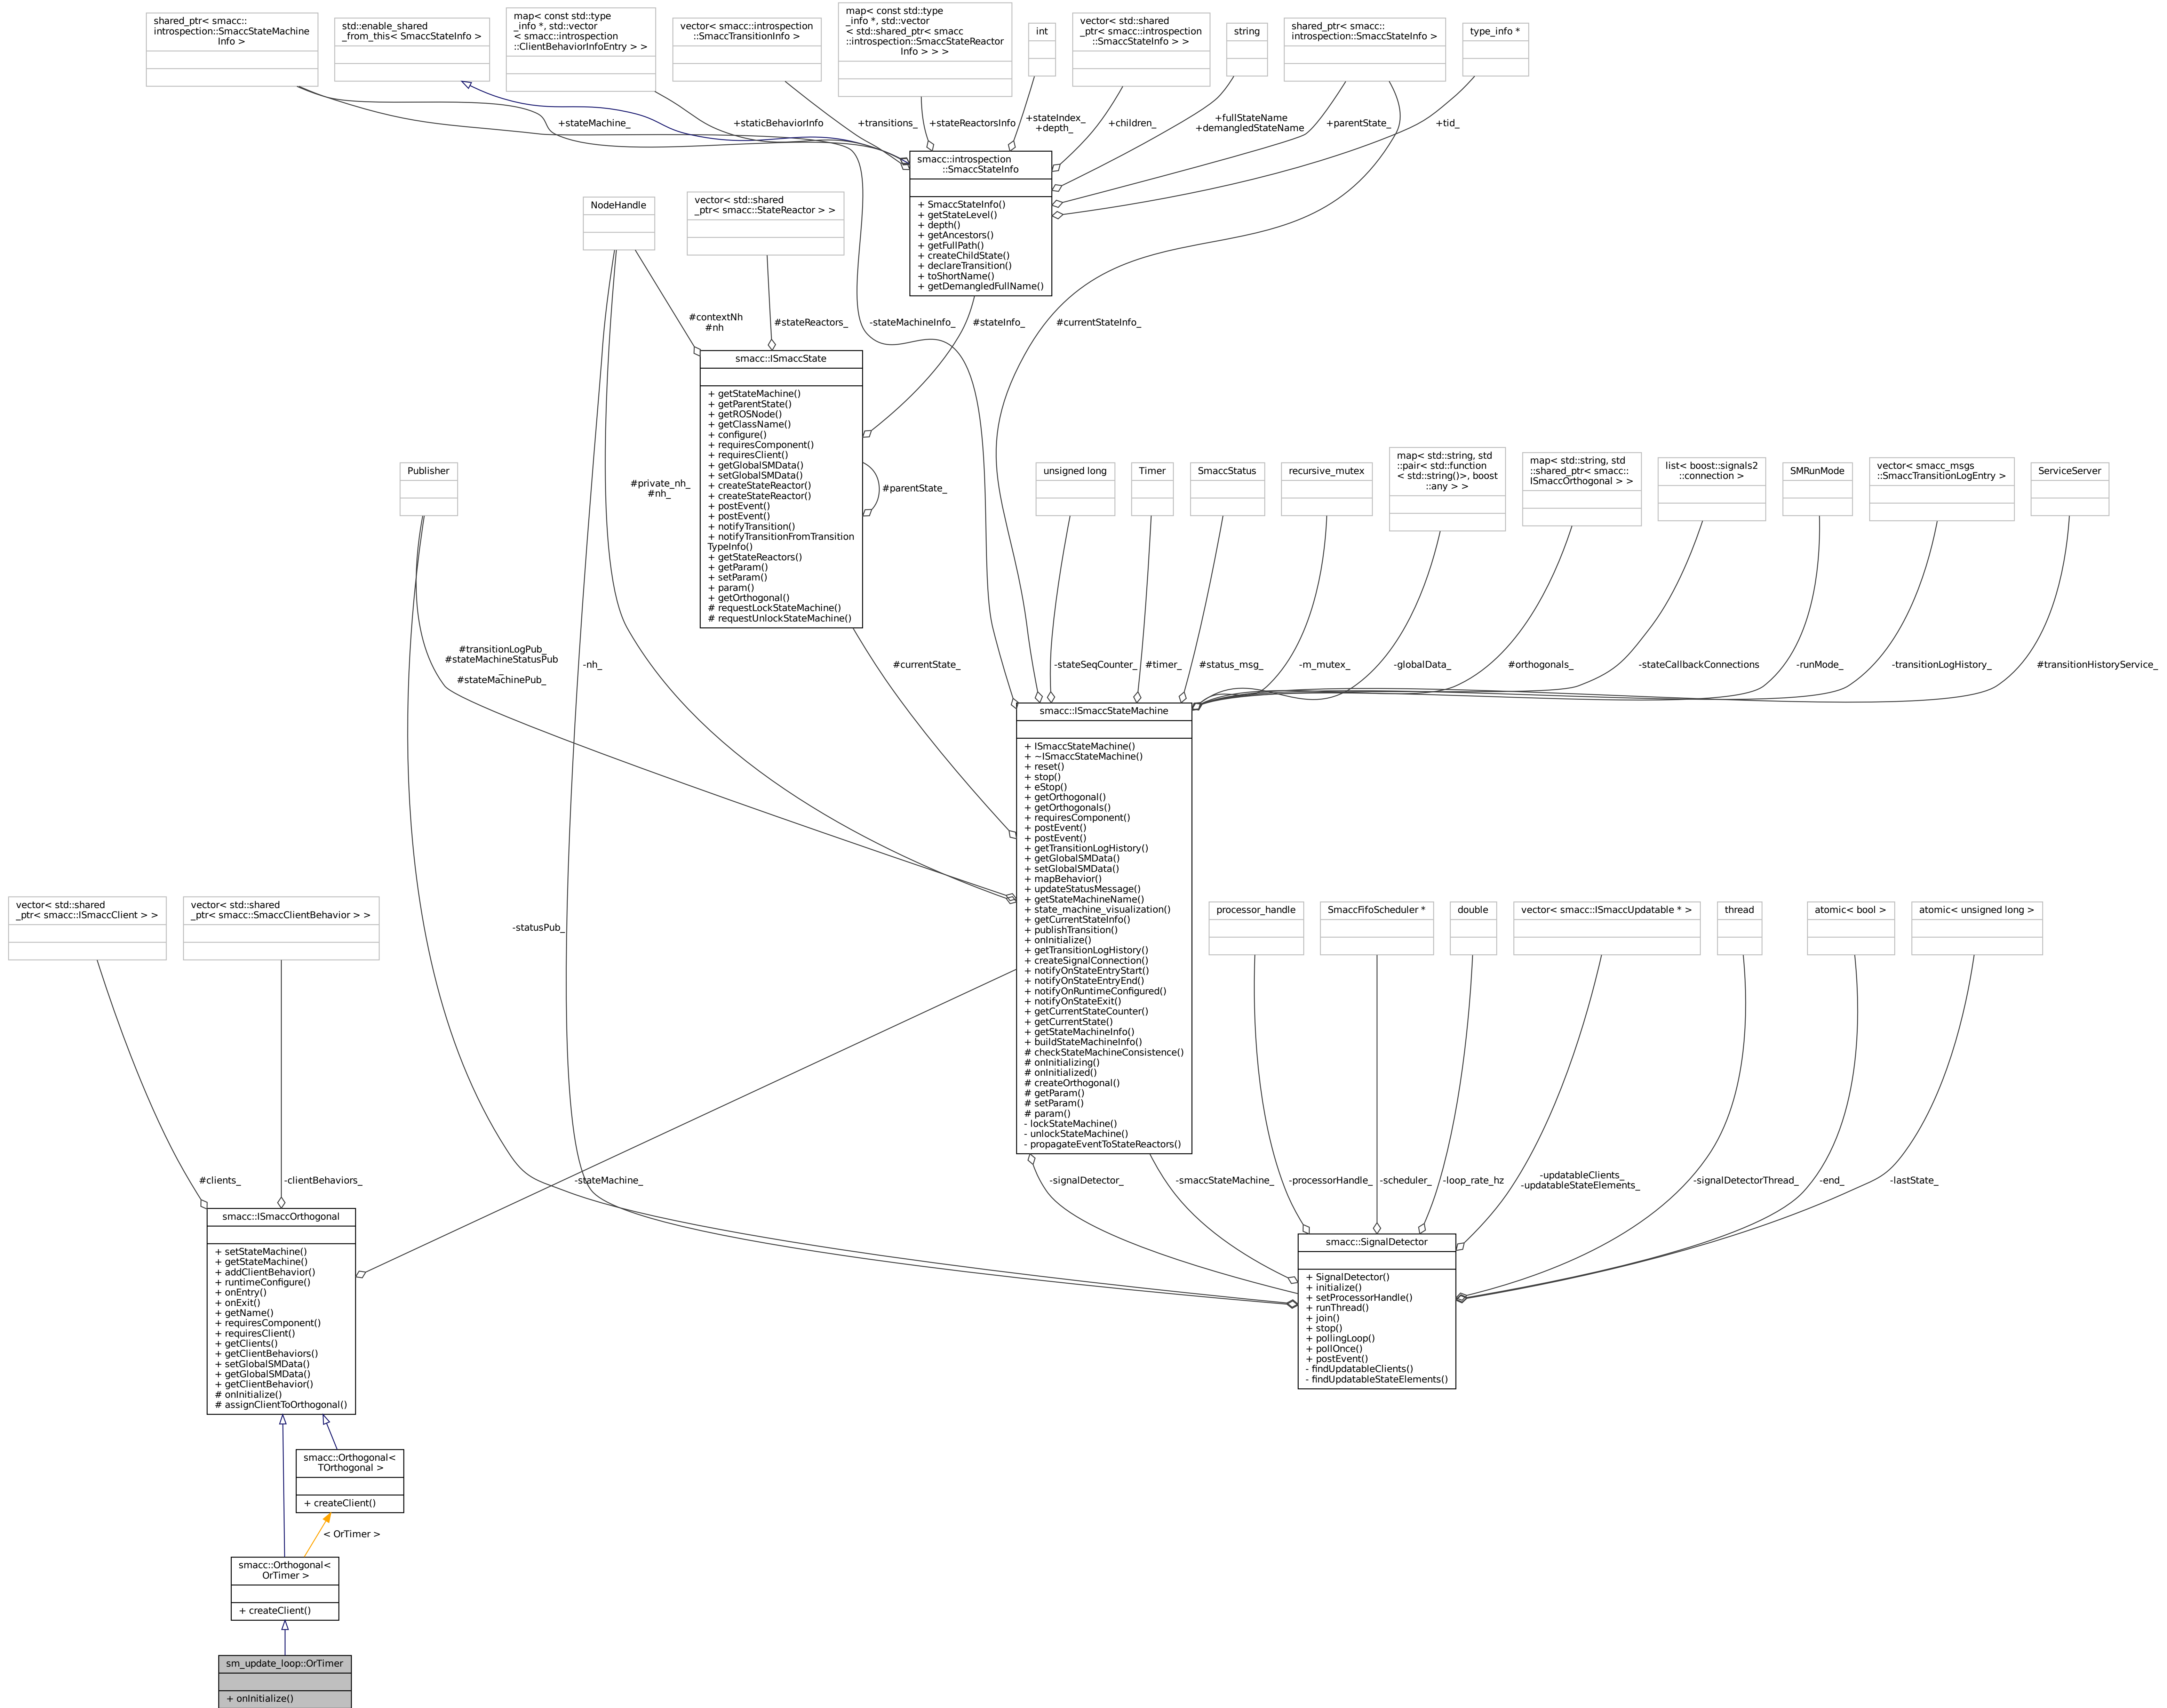 shared_ptr< smacc::
introspection::SmaccStateMachine
Info >
std::enable_shared
_from_this< SmaccStateInfo >
map< const std::type
_info *, std::vector
< smacc::introspection
::ClientBehaviorInfoEntry > >
vector< smacc::introspection
::SmaccTransitionInfo >
map< const std::type
_info *, std::vector
< std::shared_ptr< smacc
::introspection::SmaccStateReactor
Info > > >
int
vector< std::shared
_ptr< smacc::introspection
::SmaccStateInfo > >
string
shared_ptr< smacc::
introspection::SmaccStateInfo >
type_info *
+stateMachine_
+staticBehaviorInfo
+transitions_
+stateReactorsInfo
+stateIndex_
+depth_
+children_
+fullStateName
+demangledStateName
+parentState_
+tid_
smacc::introspection
::SmaccStateInfo
+ SmaccStateInfo()
+ getStateLevel()
+ depth()
+ getAncestors()
+ getFullPath()
+ createChildState()
+ declareTransition()
+ toShortName()
+ getDemangledFullName()
NodeHandle
vector< std::shared
_ptr< smacc::StateReactor > >
#contextNh
#nh
#stateReactors_
-stateMachineInfo_
#stateInfo_
#currentStateInfo_
smacc::ISmaccState
+ getStateMachine()
+ getParentState()
+ getROSNode()
+ getClassName()
+ configure()
+ requiresComponent()
+ requiresClient()
+ getGlobalSMData()
+ setGlobalSMData()
+ createStateReactor()
+ createStateReactor()
+ postEvent()
+ postEvent()
+ notifyTransition()
+ notifyTransitionFromTransition
TypeInfo()
+ getStateReactors()
+ getParam()
+ setParam()
+ param()
+ getOrthogonal()
# requestLockStateMachine()
# requestUnlockStateMachine()
#parentState_
#private_nh_
#nh_
Publisher
unsigned long
Timer
SmaccStatus
recursive_mutex
map< std::string, std
::pair< std::function
< std::string()>, boost
::any > >
map< std::string, std
::shared_ptr< smacc::
ISmaccOrthogonal > >
list< boost::signals2
::connection >
SMRunMode
vector< smacc_msgs
::SmaccTransitionLogEntry >
ServiceServer
#transitionLogPub_
#stateMachineStatusPub
_
#stateMachinePub_
-nh_
#currentState_
-stateSeqCounter_
#timer_
#status_msg_
-m_mutex_
-globalData_
#orthogonals_
-stateCallbackConnections
-runMode_
-transitionLogHistory_
#transitionHistoryService_
smacc::ISmaccStateMachine
+ ISmaccStateMachine()
+ ~ISmaccStateMachine()
+ reset()
+ stop()
+ eStop()
+ getOrthogonal()
+ getOrthogonals()
+ requiresComponent()
+ postEvent()
+ postEvent()
+ getTransitionLogHistory()
+ getGlobalSMData()
+ setGlobalSMData()
+ mapBehavior()
+ updateStatusMessage()
+ getStateMachineName()
+ state_machine_visualization()
+ getCurrentStateInfo()
+ publishTransition()
+ onInitialize()
+ getTransitionLogHistory()
+ createSignalConnection()
+ notifyOnStateEntryStart()
+ notifyOnStateEntryEnd()
+ notifyOnRuntimeConfigured()
+ notifyOnStateExit()
+ getCurrentStateCounter()
+ getCurrentState()
+ getStateMachineInfo()
+ buildStateMachineInfo()
# checkStateMachineConsistence()
# onInitializing()
# onInitialized()
# createOrthogonal()
# getParam()
# setParam()
# param()
- lockStateMachine()
- unlockStateMachine()
- propagateEventToStateReactors()
vector< std::shared
_ptr< smacc::ISmaccClient > >
vector< std::shared
_ptr< smacc::SmaccClientBehavior > >
-statusPub_
processor_handle
SmaccFifoScheduler *
double
vector< smacc::ISmaccUpdatable * >
thread
atomic< bool >
atomic< unsigned long >
#clients_
-clientBehaviors_
-stateMachine_
-signalDetector_
-smaccStateMachine_
-processorHandle_
-scheduler_
-loop_rate_hz
-updatableClients_
-updatableStateElements_
-signalDetectorThread_
-end_
-lastState_
smacc::ISmaccOrthogonal
+ setStateMachine()
+ getStateMachine()
+ addClientBehavior()
+ runtimeConfigure()
+ onEntry()
+ onExit()
+ getName()
+ requiresComponent()
+ requiresClient()
+ getClients()
+ getClientBehaviors()
+ setGlobalSMData()
+ getGlobalSMData()
+ getClientBehavior()
# onInitialize()
# assignClientToOrthogonal()
smacc::SignalDetector
+ SignalDetector()
+ initialize()
+ setProcessorHandle()
+ runThread()
+ join()
+ stop()
+ pollingLoop()
+ pollOnce()
+ postEvent()
- findUpdatableClients()
- findUpdatableStateElements()
smacc::Orthogonal<
TOrthogonal >
+ createClient()
< OrTimer >
smacc::Orthogonal<
OrTimer >
+ createClient()
sm_update_loop::OrTimer
+ onInitialize()